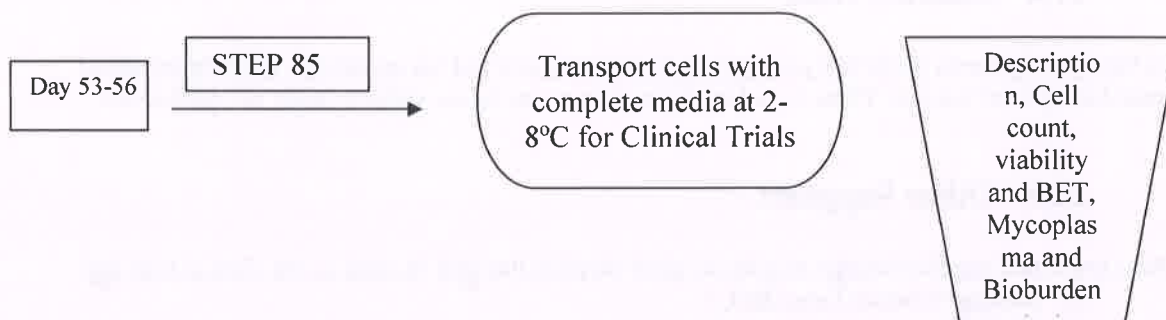 Day 53-56
STEP 85
Transport cells with
complete media at 2-
8ºC for Clinical Trials
Descriptio
n, Cell
count,
viability
and BET,
Mycoplas
ma and
Bioburden